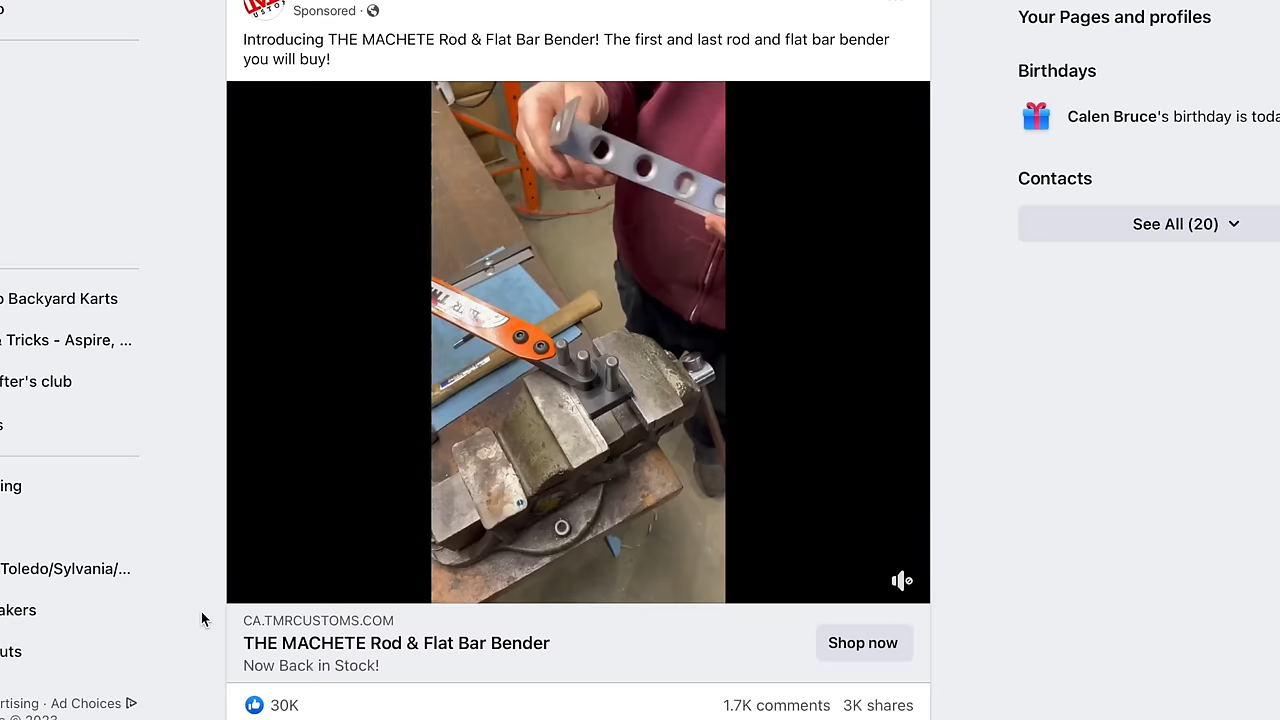 Sponsored ·
Introducing THE MACHETE Rod & Flat Bar Bender! The first and last rod and flat bar bender
you will buy!
CA.TMRCUSTOMS.COM
THE MACHETE Rod & Flat Bar Bender
Now Back in Stock!
Shop now
30K
1.7K comments 3K shares
Backyard Karts
Tricks - Aspire, ...
fter's club
s
ing
Toledo/Sylvania/...
akers
uts
rtising · Ad Choices
© 2023
Your Pages and profiles
Birthdays
Calen Bruce's birthday is toda
Contacts
See All (20)